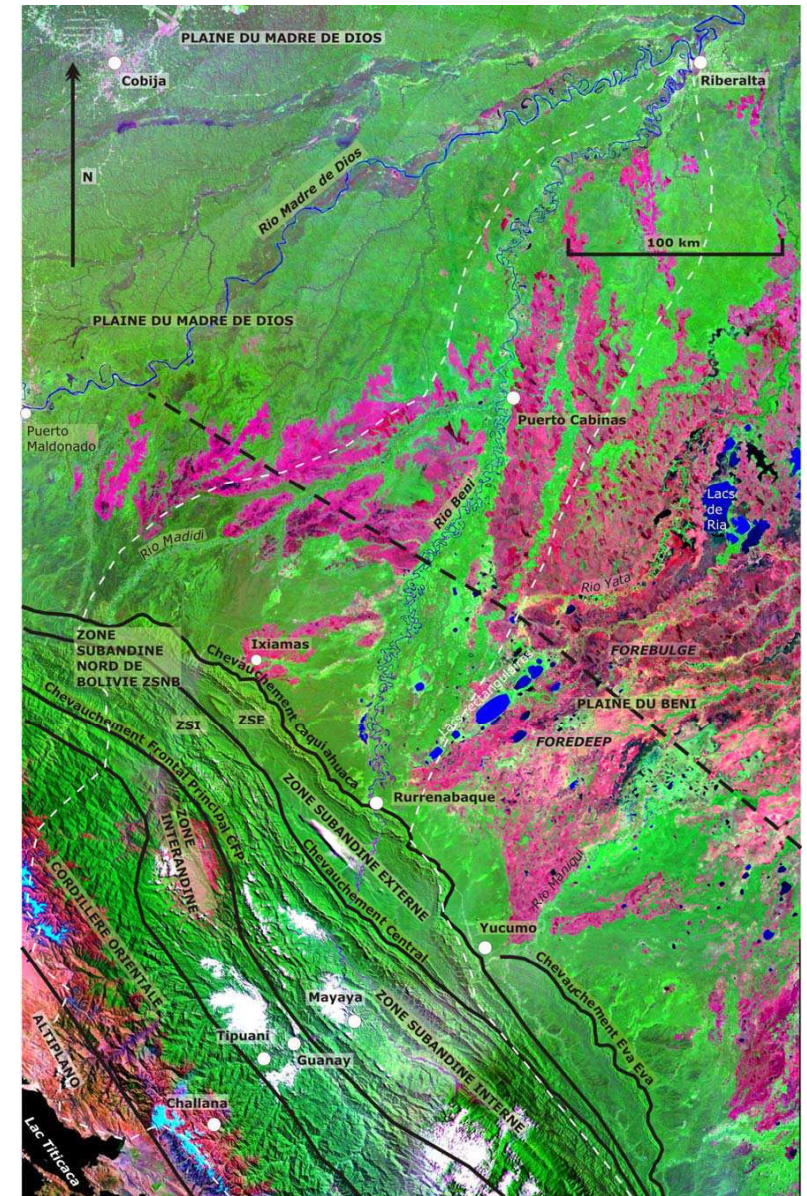 PLAINE DU MADRE DE DIOS
Cobija
Riberalta
N
Rio Madre de Dios
100 km
PLAINE DU MADRE DE DIOS
Puerto
Maldonado
Puerto Cabinas
Lacs
de
Ria
Rio Beni
Rio Madidi
Rio Yata
ZONE
SUBANDINE
NORD DE
BOLIVIE ZSNB
Ixiamas
Chevauchement Caquiahuaca
FOREBULGE
PLAINE DU BENI
Lacs rectangulaires
FOREDEEP
ZSI
ZSE
Chevauchement Frontal Principal CFP
Rurrenabaque
ZONE
INTERANDINE
ZONE SUBANDINE EXTERNE
Chevauchement Central
Rio Maniqui
CORDILLERE ORIENTALE
Yucumo
Chevauchement Eva Eva
Mayaya
ZONE SUBANDINE INTERNE
Tipuani
Guanay
ALTIPLANO
Challana
Lac Titicaca